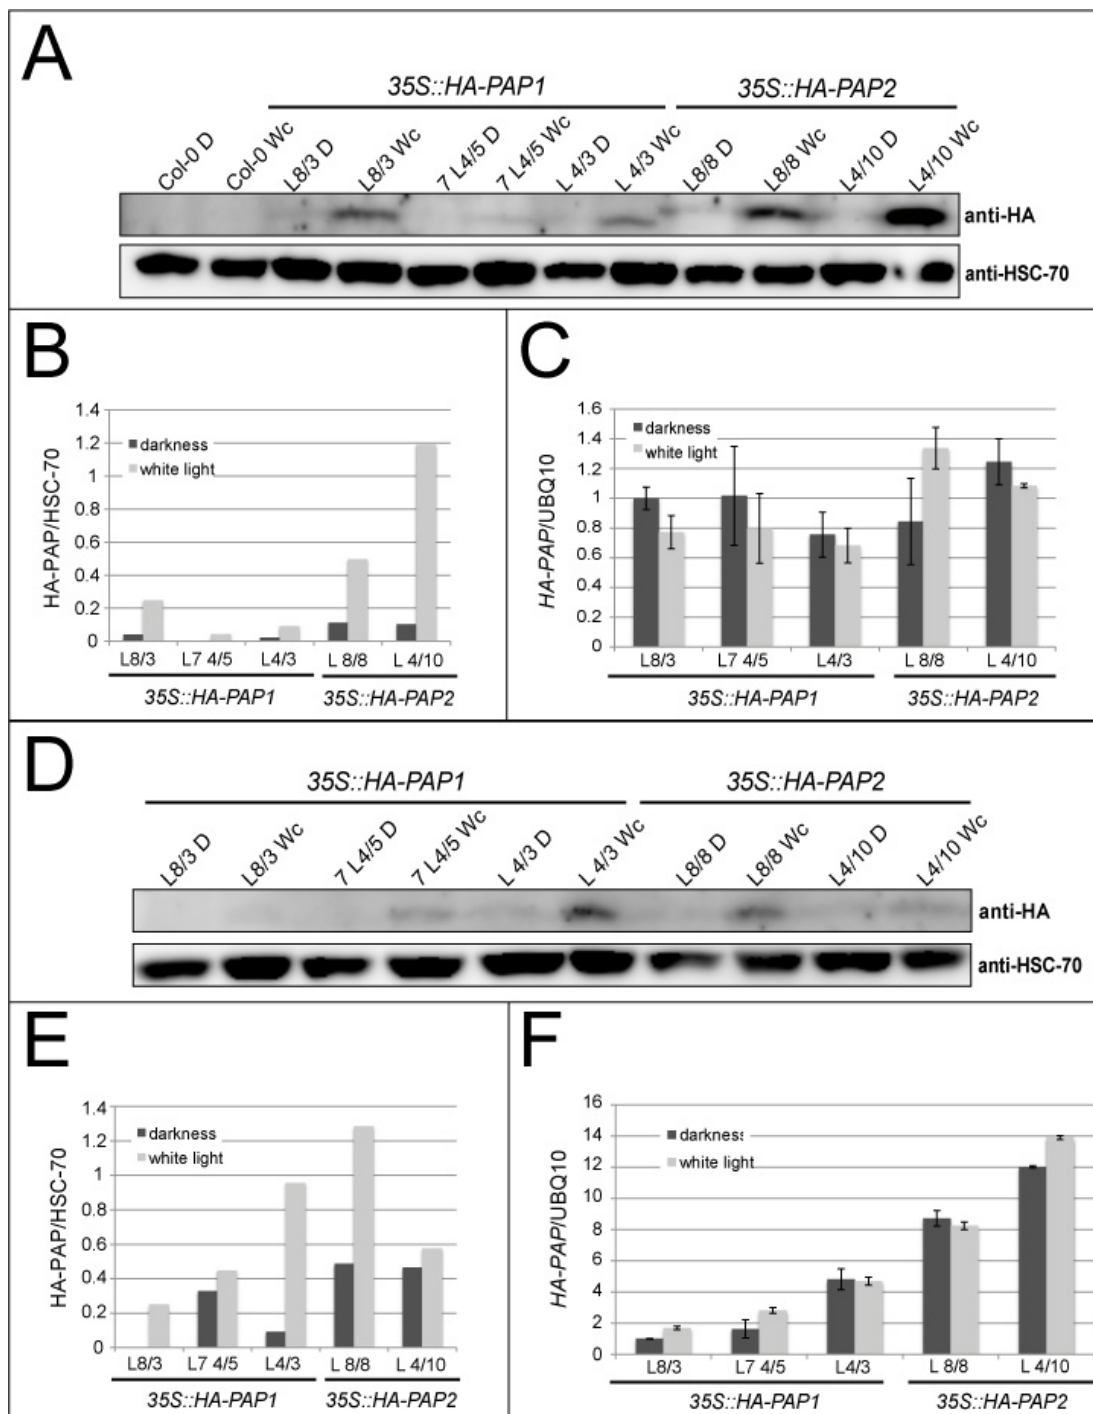 A
35S::HA-PAP1 35S::HA-PAP2
Col-0 D Col-0 Wc L8/3 D L8/3 Wc 7 L4/5 D 7 L4/5 Wc L 4/3 D L 4/3 Wc L8/8 D L8/8 Wc L4/10 D L4/10 Wc
anti-HA
anti-HSC-70
B
HA-PAP/HSC-70
1.4
1.2
1
0.8
0.6
0.4
0.2
0
darkness
white light
L8/3 L7 4/5 L4/3 L 8/8 L 4/10
35S::HA-PAP1 35S::HA-PAP2
C
HA-PAP/UBQ10
1.6
1.4
1.2
1
0.8
0.6
0.4
0.2
0
darkness
white light
L8/3 L7 4/5 L4/3 L 8/8 L 4/10
35S::HA-PAP1 35S::HA-PAP2
D
35S::HA-PAP1 35S::HA-PAP2
L8/3 D L8/3 Wc 7 L4/5 D 7 L4/5 Wc L 4/3 D L 4/3 Wc L8/8 D L8/8 Wc L4/10 D L4/10 Wc
anti-HA
anti-HSC-70
E
HA-PAP/HSC-70
1.4
1.2
1
0.8
0.6
0.4
0.2
0
darkness
white light
L8/3 L7 4/5 L4/3 L 8/8 L 4/10
35S::HA-PAP1 35S::HA-PAP2
F
HA-PAP/UBQ10
16
14
12
10
8
6
4
2
0
darkness
white light
L8/3 L7 4/5 L4/3 L 8/8 L 4/10
35S::HA-PAP1 35S::HA-PAP2